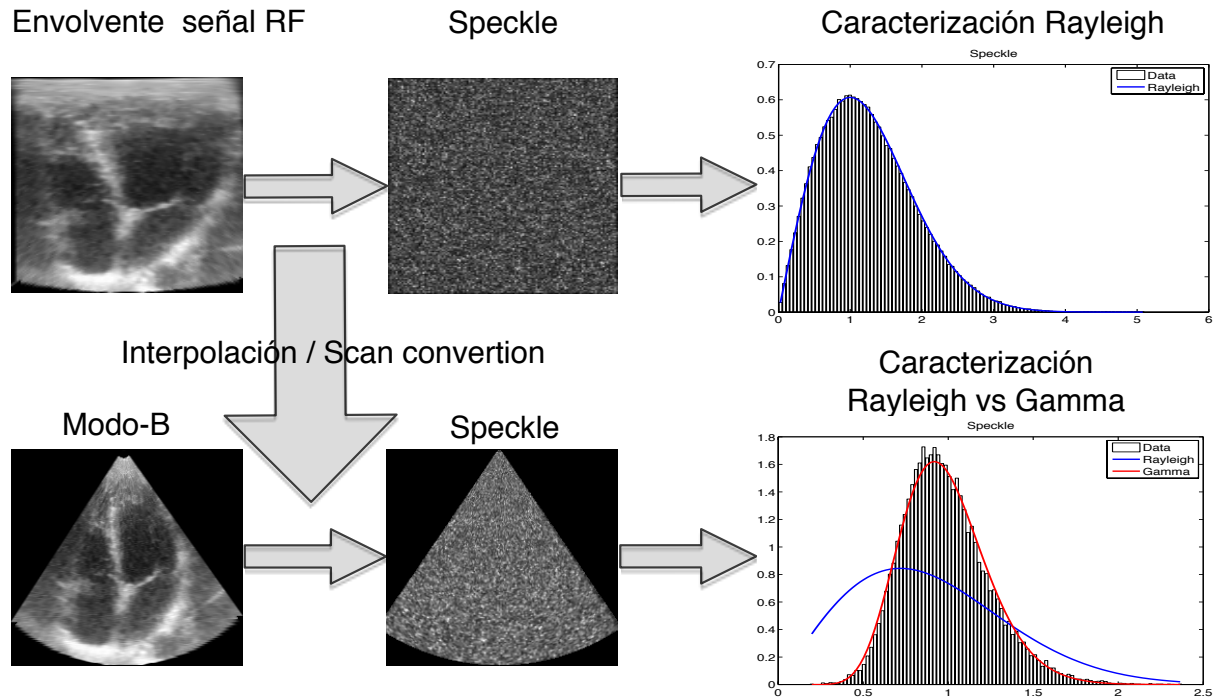 Envolvente señal RF
Speckle
Caracterización Rayleigh
Speckle
0.7
0.6
0.5
0.4
0.3
0.2
0.1
0
0 1 2 3 4 5 6
Data
Rayleigh
Interpolación / Scan convertion
Modo-B
Speckle
Caracterización
Rayleigh vs Gamma
Speckle
1.8
1.6
1.4
1.2
1
0.8
0.6
0.4
0.2
0
0 0.5 1 1.5 2 2.5
Data
Rayleigh
Gamma